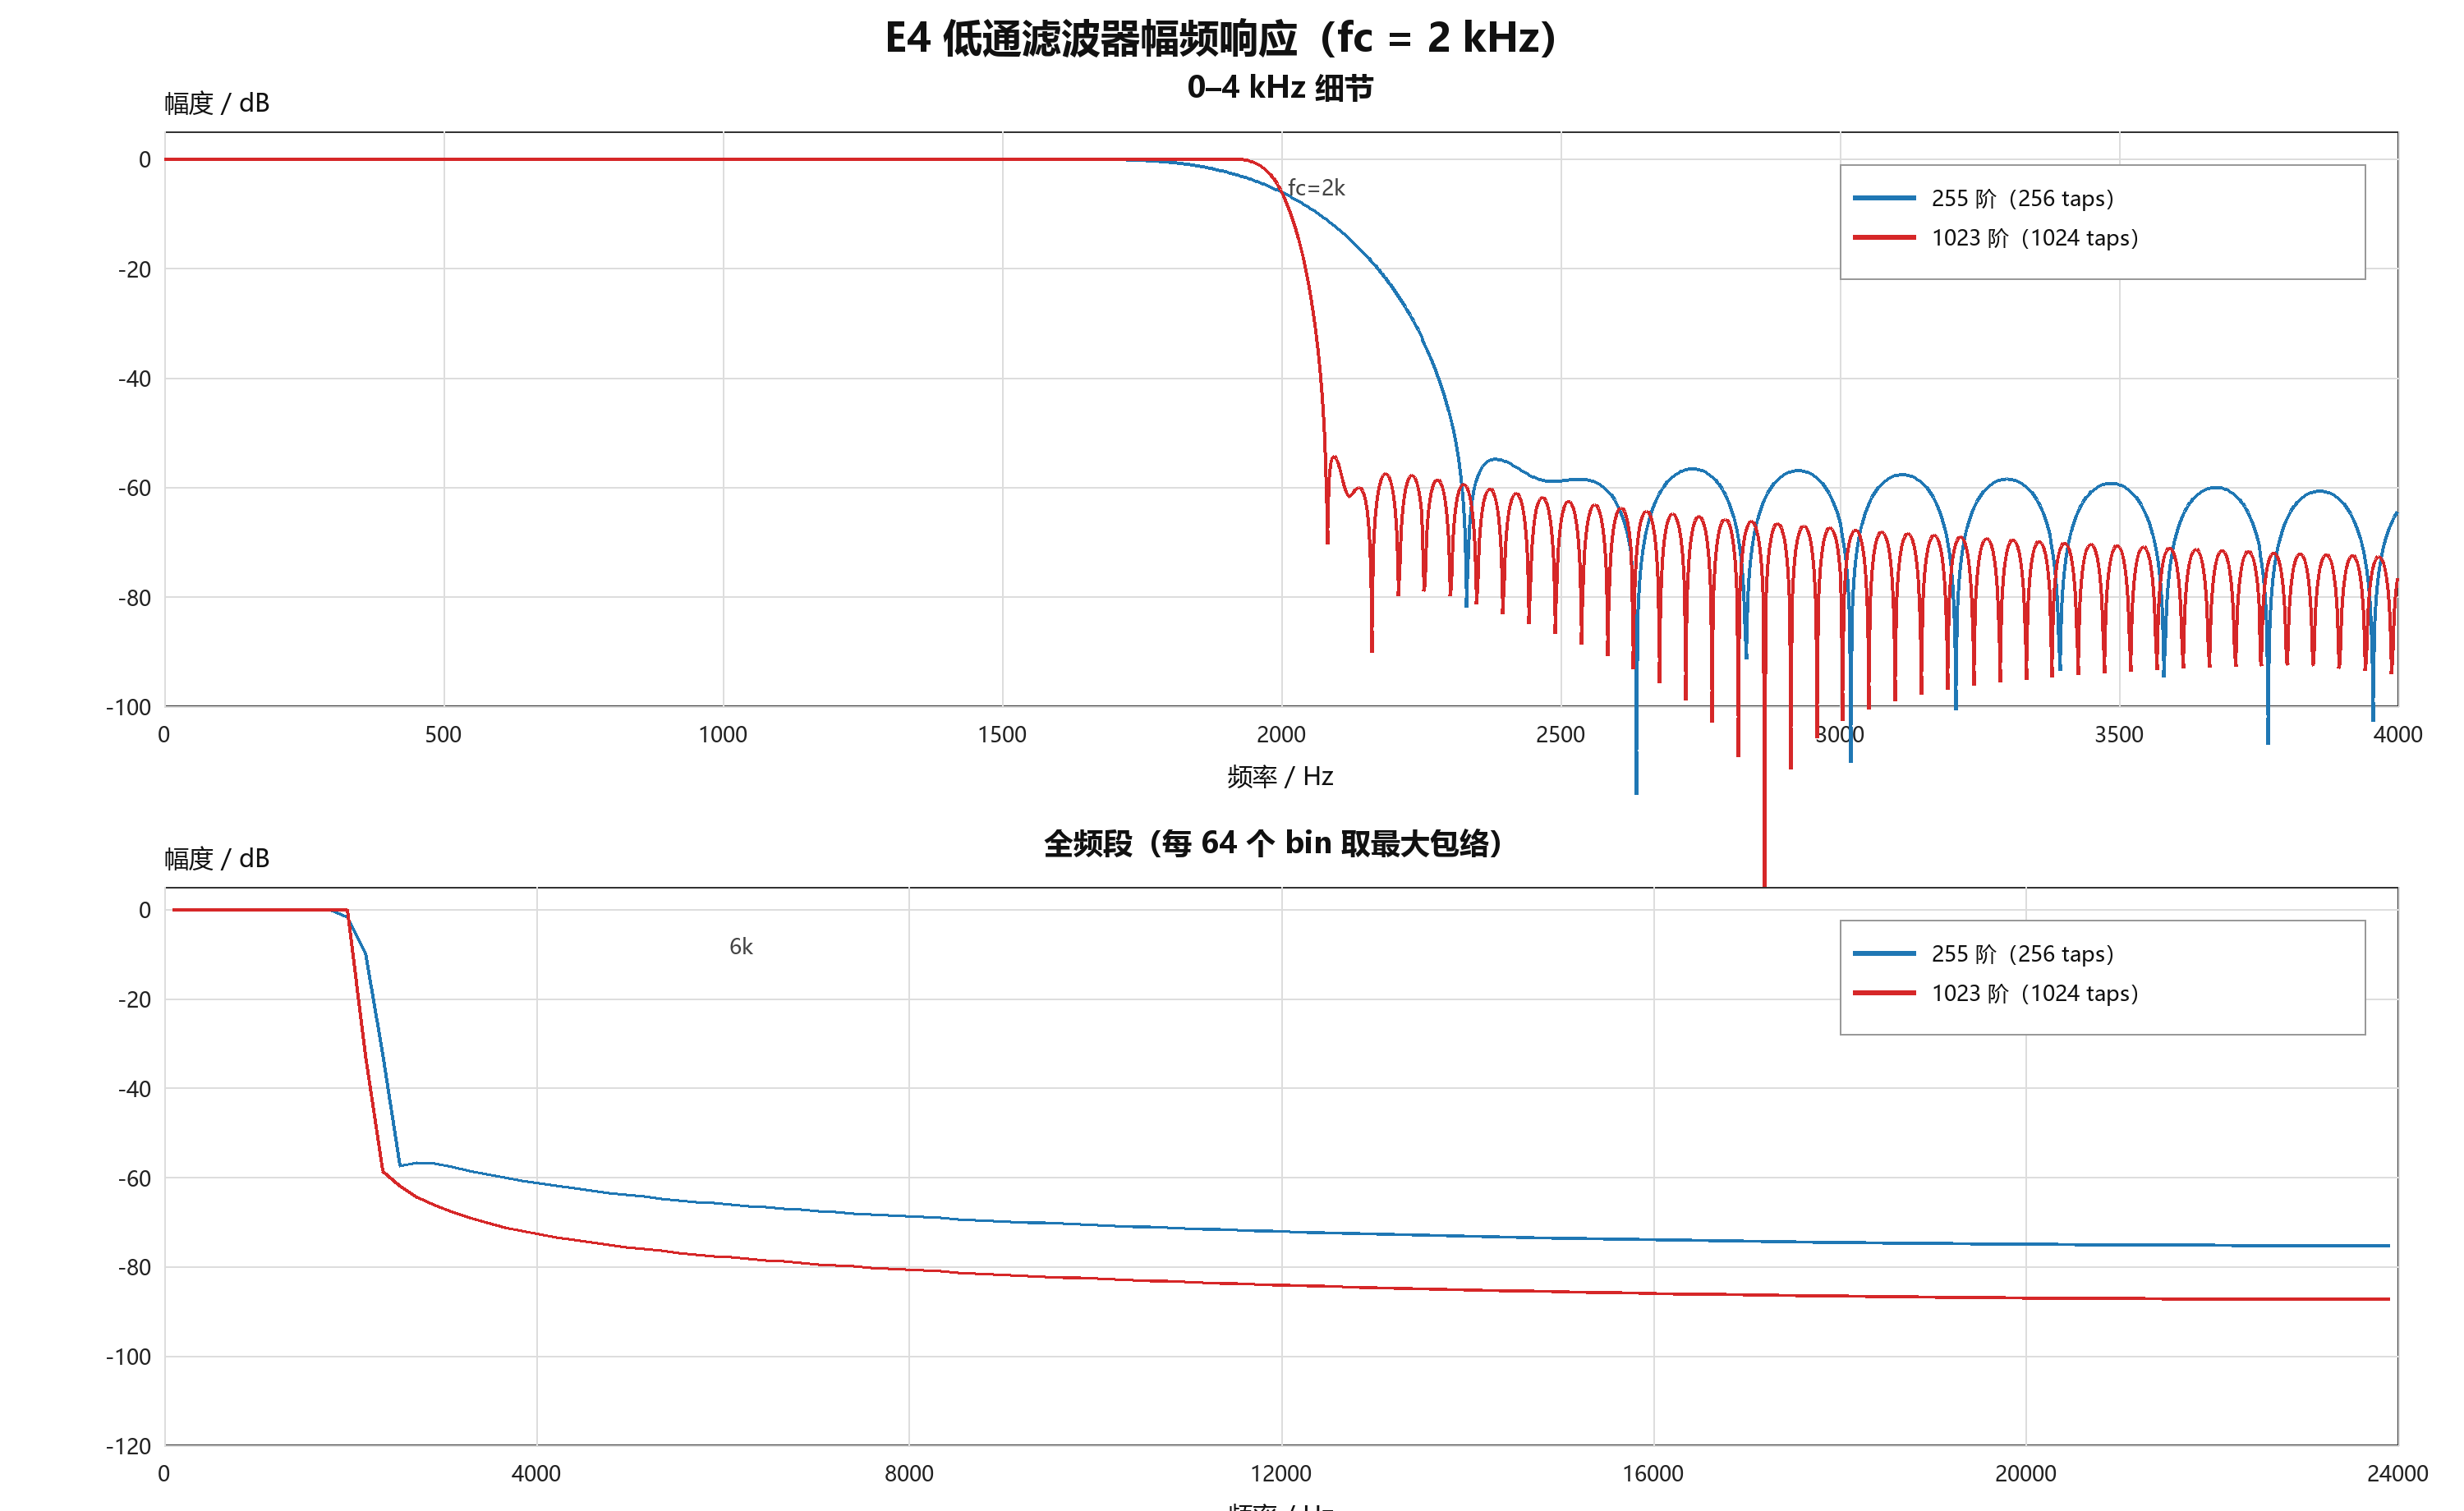 E4 低通滤波器幅频响应（fc = 2 kHz）
0–4 kHz 细节
幅度 / dB
0
-20
-40
-60
-80
-100
fc=2k
255 阶（256 taps）
1023 阶（1024 taps）
0 500 1000 1500 2000 2500 3000 3500 4000
频率 / Hz
全频段（每 64 个 bin 取最大包络）
幅度 / dB
0
-20
-40
-60
-80
-100
-120
6k
255 阶（256 taps）
1023 阶（1024 taps）
0 4000 8000 12000 16000 20000 24000
频率 / Hz